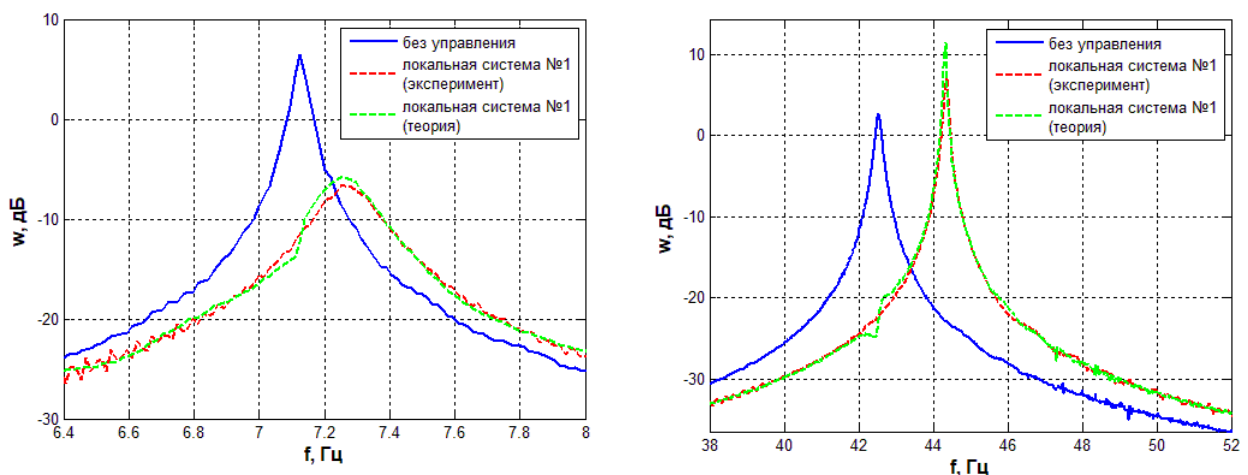 10
0
-10
-20
-30
w, дБ
6.4 6.6 6.8 7 7.2 7.4 7.6 7.8 8
f, Гц
без управления
локальная система №1
(эксперимент)
локальная система №1
(теория)
10
0
-10
-20
-30
w, дБ
38 40 42 44 46 48 50 52
f, Гц
без управления
локальная система №1
(эксперимент)
локальная система №1
(теория)